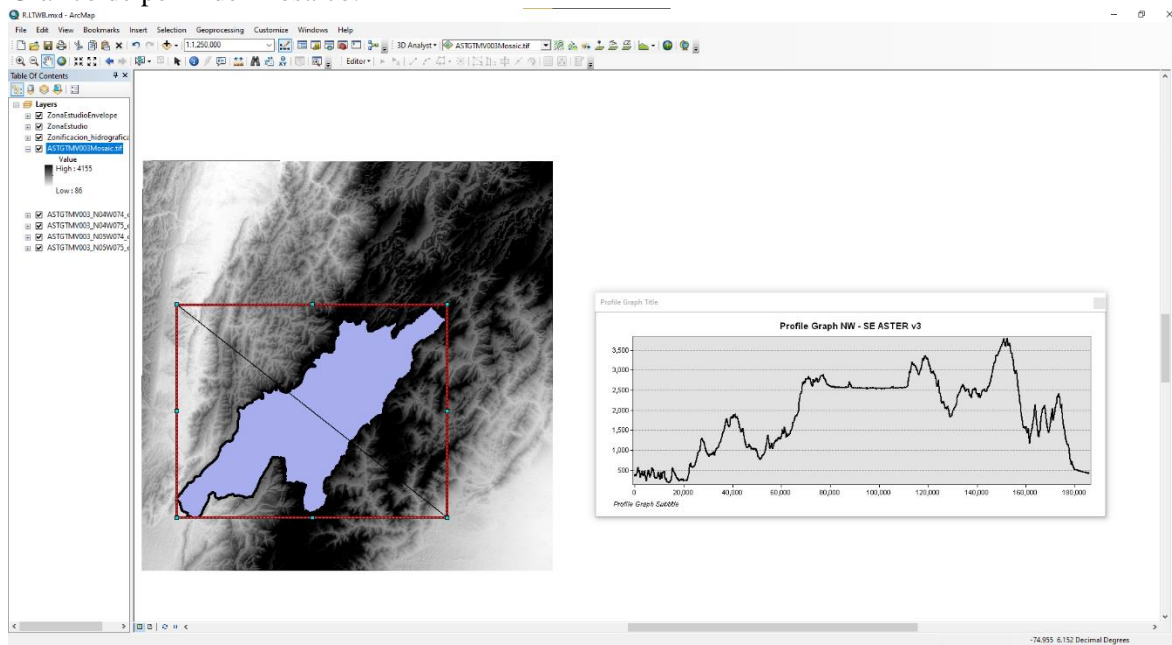 R.LTWB.mxd - ArcMap
File Edit View Bookmarks Insert Selection Geoprocessing Customize Windows Help
1:1,250,000
3D Analyst
ASTGTMV003Mosaic.tif
Editor
Table Of Contents
Layers
ZonaEstudioEnvelope
ZonaEstudio
Zonificacion_hidrografica
ASTGTMV003Mosaic.tif
Value
High : 4155
Low : 86
ASTGTMV003_N04W074_
ASTGTMV003_N04W075_
ASTGTMV003_N05W074_
ASTGTMV003_N05W075_
Profile Graph Title
Profile Graph NW - SE ASTER v3
3,500
3,000
2,500
2,000
1,500
1,000
500
0 20,000 40,000 60,000 80,000 100,000 120,000 140,000 160,000 180,000
Profile Graph Subtitle
-74.955 6.152 Decimal Degrees